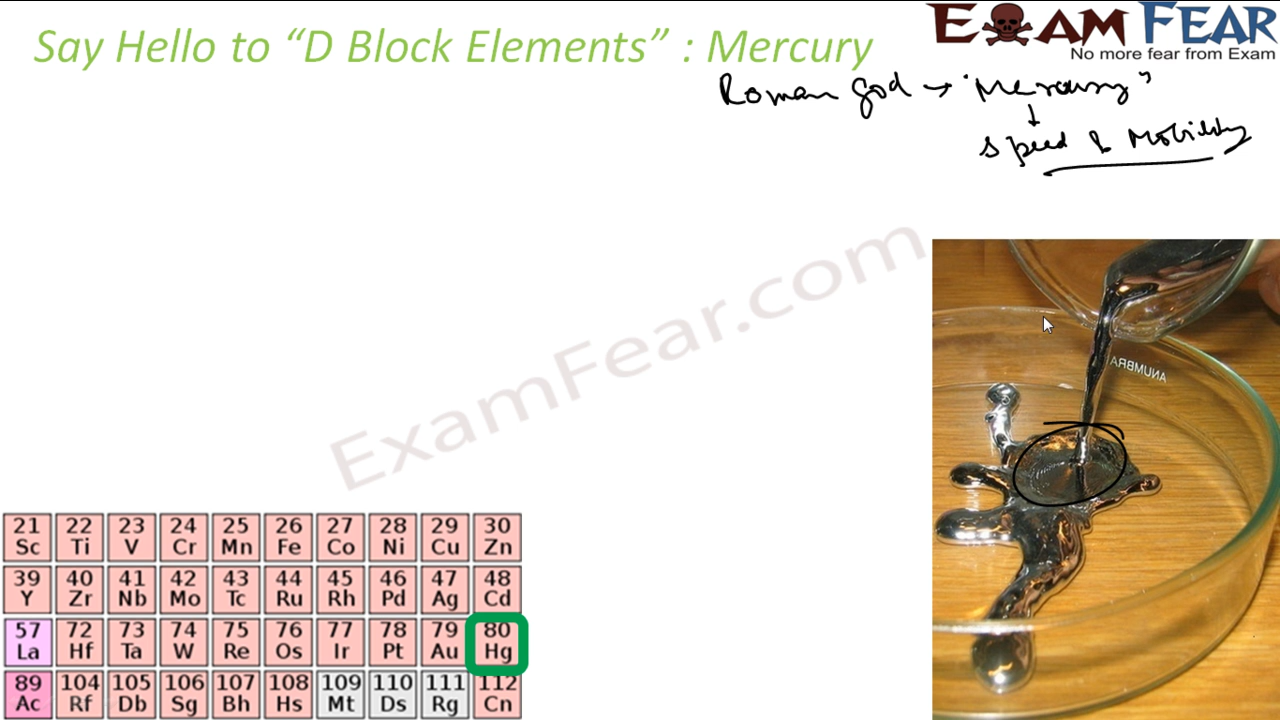 Say Hello to “D Block Elements” : Mercury
EXAM FEAR
No more fear from Exam
Roman god → "Mercury"
↓
Speed & Mobility
ExamFear.com
ANUMBRA
21 22 23 24 25 26 27 28 29 30
Sc Ti V Cr Mn Fe Co Ni Cu Zn
39 40 41 42 43 44 45 46 47 48
Y Zr Nb Mo Tc Ru Rh Pd Ag Cd
57 72 73 74 75 76 77 78 79 80
La Hf Ta W Re Os Ir Pt Au Hg
89 104 105 106 107 108 109 110 111 112
Ac Rf Db Sg Bh Hs Mt Ds Rg Cn